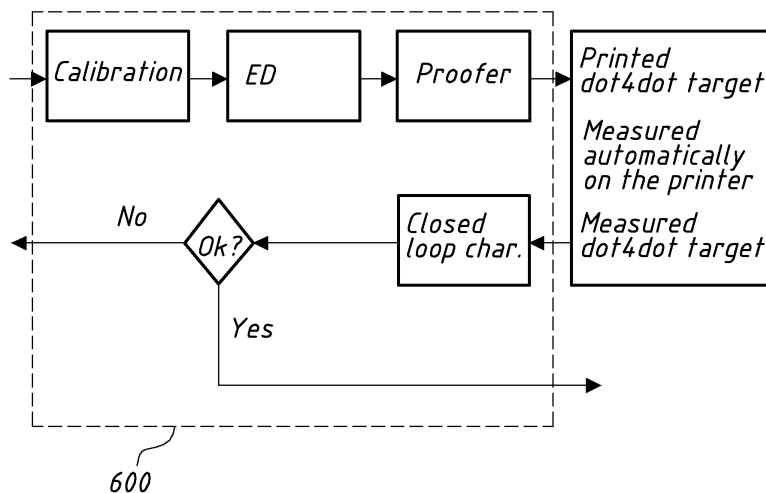 Calibration
ED
Proofer
Printed
dot4dot target
Measured
automatically
on the printer
Measured
dot4dot target
Closed
loop char.
Ok?
No
Yes
600